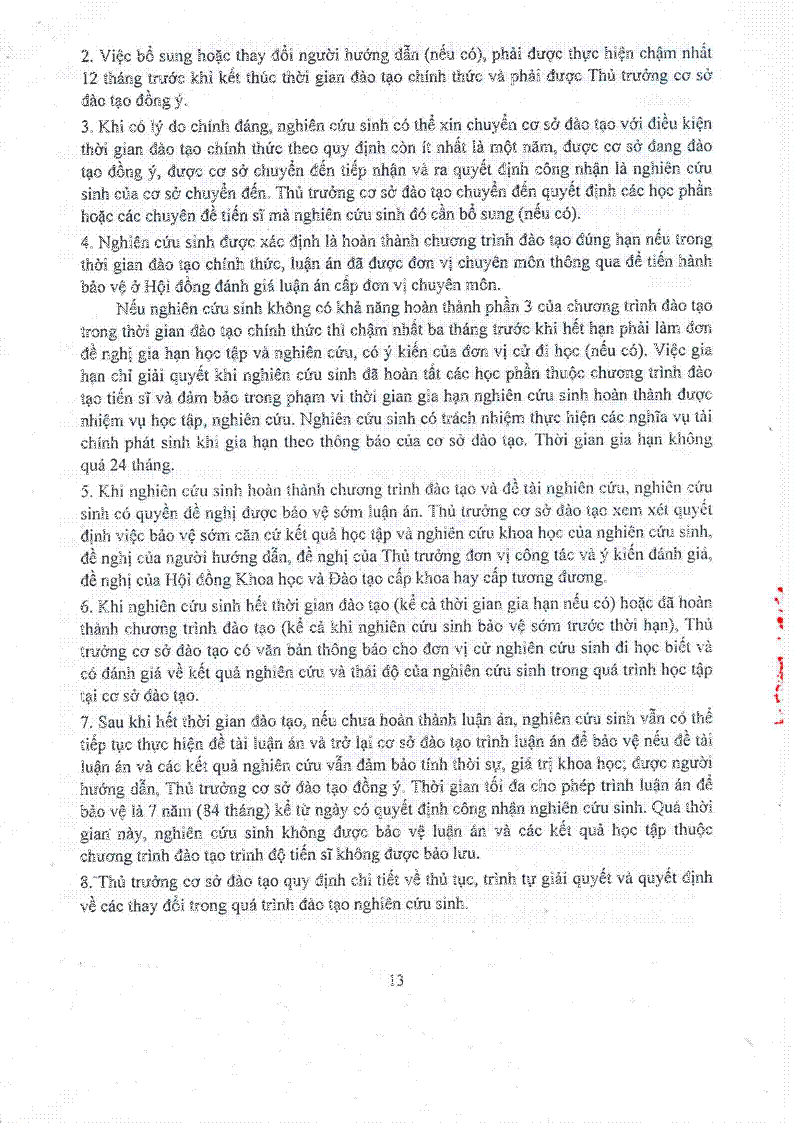 2. Việc bổ sung hoặc thay đổi người hướng dẫn (nếu có), phải được thực hiện chậm nhất
12 tháng trước khi kết thúc thời gian đào tạo chính thức và phải được Thủ trưởng cơ sở
đào tạo đồng ý.
3. Khi có lý do chính đáng, nghiên cứu sinh có thể xin chuyển cơ sở đào tạo với điều kiện
thời gian đào tạo chính thức theo quy định còn ít nhất là một năm, được cơ sở đang đào
tạo đồng ý, được cơ sở chuyển đến tiếp nhận và ra quyết định công nhận là nghiên cứu
sinh của cơ sở chuyển đến. Thủ trưởng cơ sở đào tạo chuyển đến quyết định các học phần
hoặc các chuyên đề tiến sĩ mà nghiên cứu sinh đó cần bổ sung (nếu có).
4. Nghiên cứu sinh được xác định là hoàn thành chương trình đào tạo đúng hạn nếu trong
thời gian đào tạo chính thức, luận án đã được đơn vị chuyên môn thông qua để tiến hành
bảo vệ ở Hội đồng đánh giá luận án cấp đơn vị chuyên môn.
Nếu nghiên cứu sinh không có khả năng hoàn thành phần 3 của chương trình đào tạo
trong thời gian đào tạo chính thức thì chậm nhất ba tháng trước khi hết hạn phải làm đơn
đề nghị gia hạn học tập và nghiên cứu, có ý kiến của đơn vị cử đi học (nếu có). Việc gia
hạn chỉ giải quyết khi nghiên cứu sinh đã hoàn tất các học phần thuộc chương trình đào
tạo tiến sĩ và đảm bảo trong phạm vi thời gian gia hạn nghiên cứu sinh hoàn thành được
nhiệm vụ học tập, nghiên cứu. Nghiên cứu sinh có trách nhiệm thực hiện các nghĩa vụ tài
chính phát sinh khi gia hạn theo thông báo của cơ sở đào tạo. Thời gian gia hạn không
quá 24 tháng.
5. Khi nghiên cứu sinh hoàn thành chương trình đào tạo và đề tài nghiên cứu, nghiên cứu
sinh có quyền đề nghị được bảo vệ sớm luận án. Thủ trưởng cơ sở đào tạo xem xét quyết
định việc bảo vệ sớm căn cứ kết quả học tập và nghiên cứu khoa học của nghiên cứu sinh,
đề nghị của người hướng dẫn, đề nghị của Thủ trưởng đơn vị công tác và ý kiến đánh giá,
đề nghị của Hội đồng Khoa học và Đào tạo cấp khoa hay cấp tương đương.
6. Khi nghiên cứu sinh hết thời gian đào tạo (kể cả thời gian gia hạn nếu có) hoặc đã hoàn
thành chương trình đào tạo (kể cả khi nghiên cứu sinh bảo vệ sớm trước thời hạn), Thủ
trưởng cơ sở đào tạo có văn bản thông báo cho đơn vị cử nghiên cứu sinh đi học biết và
có đánh giá về kết quả nghiên cứu và thái độ của nghiên cứu sinh trong quá trình học tập
tại cơ sở đào tạo.
7. Sau khi hết thời gian đào tạo, nếu chưa hoàn thành luận án, nghiên cứu sinh vẫn có thể
tiếp tục thực hiện đề tài luận án và trở lại cơ sở đào tạo trình luận án để bảo vệ nếu đề tài
luận án và các kết quả nghiên cứu vẫn đảm bảo tính thời sự, giá trị khoa học; được người
hướng dẫn, Thủ trưởng cơ sở đào tạo đồng ý. Thời gian tối đa cho phép trình luận án để
bảo vệ là 7 năm (84 tháng) kể từ ngày có quyết định công nhận nghiên cứu sinh. Quá thời
gian này, nghiên cứu sinh không được bảo vệ luận án và các kết quả học tập thuộc
chương trình đào tạo trình độ tiến sĩ không được bảo lưu.
8. Thủ trưởng cơ sở đào tạo quy định chi tiết về thủ tục, trình tự giải quyết và quyết định
về các thay đổi trong quá trình đào tạo nghiên cứu sinh.
13